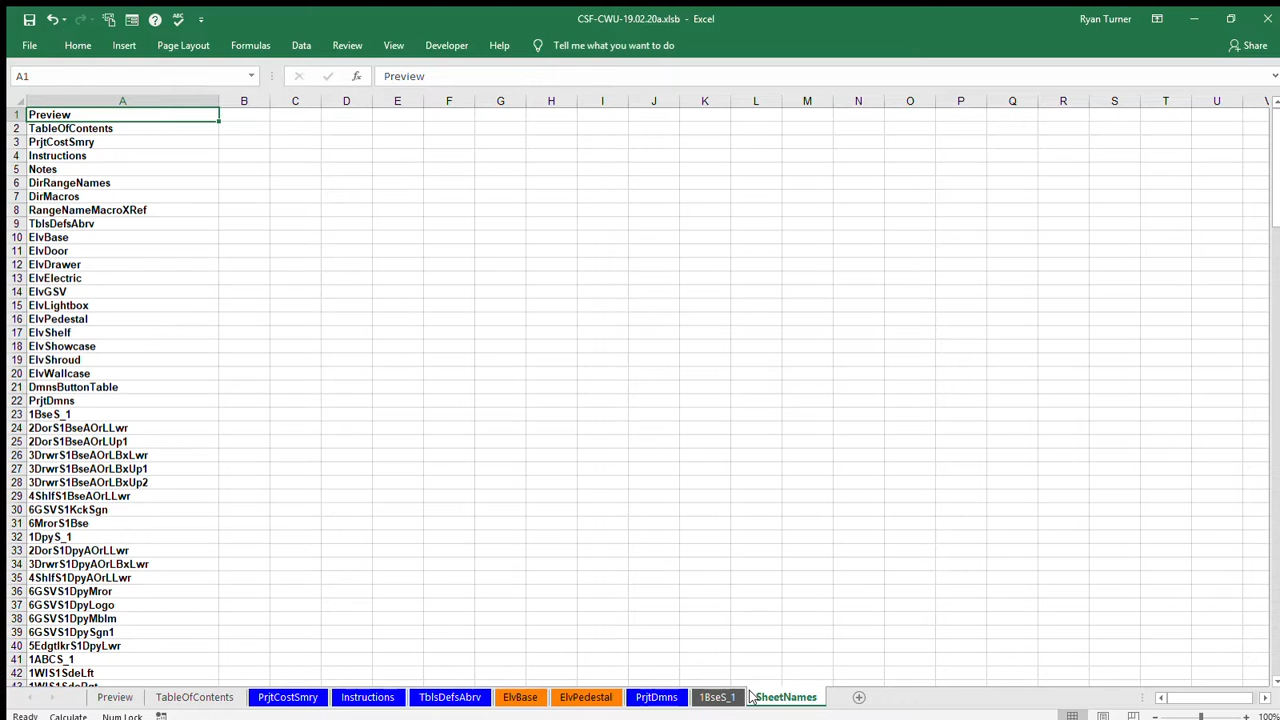 CSF-CWU-19.02.20a.xlsb - Excel
Ryan Turner
File Home Insert Page Layout Formulas Data Review View Developer Help Tell me what you want to do
Share
A1 fx Preview
A B C D E F G H I J K L M N O P Q R S T U V
1 Preview
2 TableOfContents
3 PrjtCostSmry
4 Instructions
5 Notes
6 DirRangeNames
7 DirMacros
8 RangeNameMacroXRef
9 TblsDefsAbrv
10 ElvBase
11 ElvDoor
12 ElvDrawer
13 ElvElectric
14 ElvGSV
15 ElvLightbox
16 ElvPedestal
17 ElvShelf
18 ElvShowcase
19 ElvShroud
20 ElvWallcase
21 DmnsButtonTable
22 PrjtDmns
23 1BseS_1
24 2DorS1BseAOrLLwr
25 2DorS1BseAOrLUp1
26 3DrwrS1BseAOrLBxLwr
27 3DrwrS1BseAOrLBxUp1
28 3DrwrS1BseAOrLBxUp2
29 4ShlfS1BseAOrLLwr
30 6GSVS1KckSgn
31 6MrorS1Bse
32 1DpyS_1
33 2DorS1DpyAOrLLwr
34 3DrwrS1DpyAOrLBxLwr
35 4ShlfS1DpyAOrLLwr
36 6GSVS1DpyMror
37 6GSVS1DpyLogo
38 6GSVS1DpyMblm
39 6GSVS1DpySgn1
40 5EdgtlkrS1DpyLwr
41 1ABCS_1
42 1WlS1SdeLft
Preview TableOfContents PrjtCostSmry Instructions TblsDefsAbrv ElvBase ElvPedestal PrjtDmns 1BseS_1 SheetNames
Ready Calculate Num Lock 100%